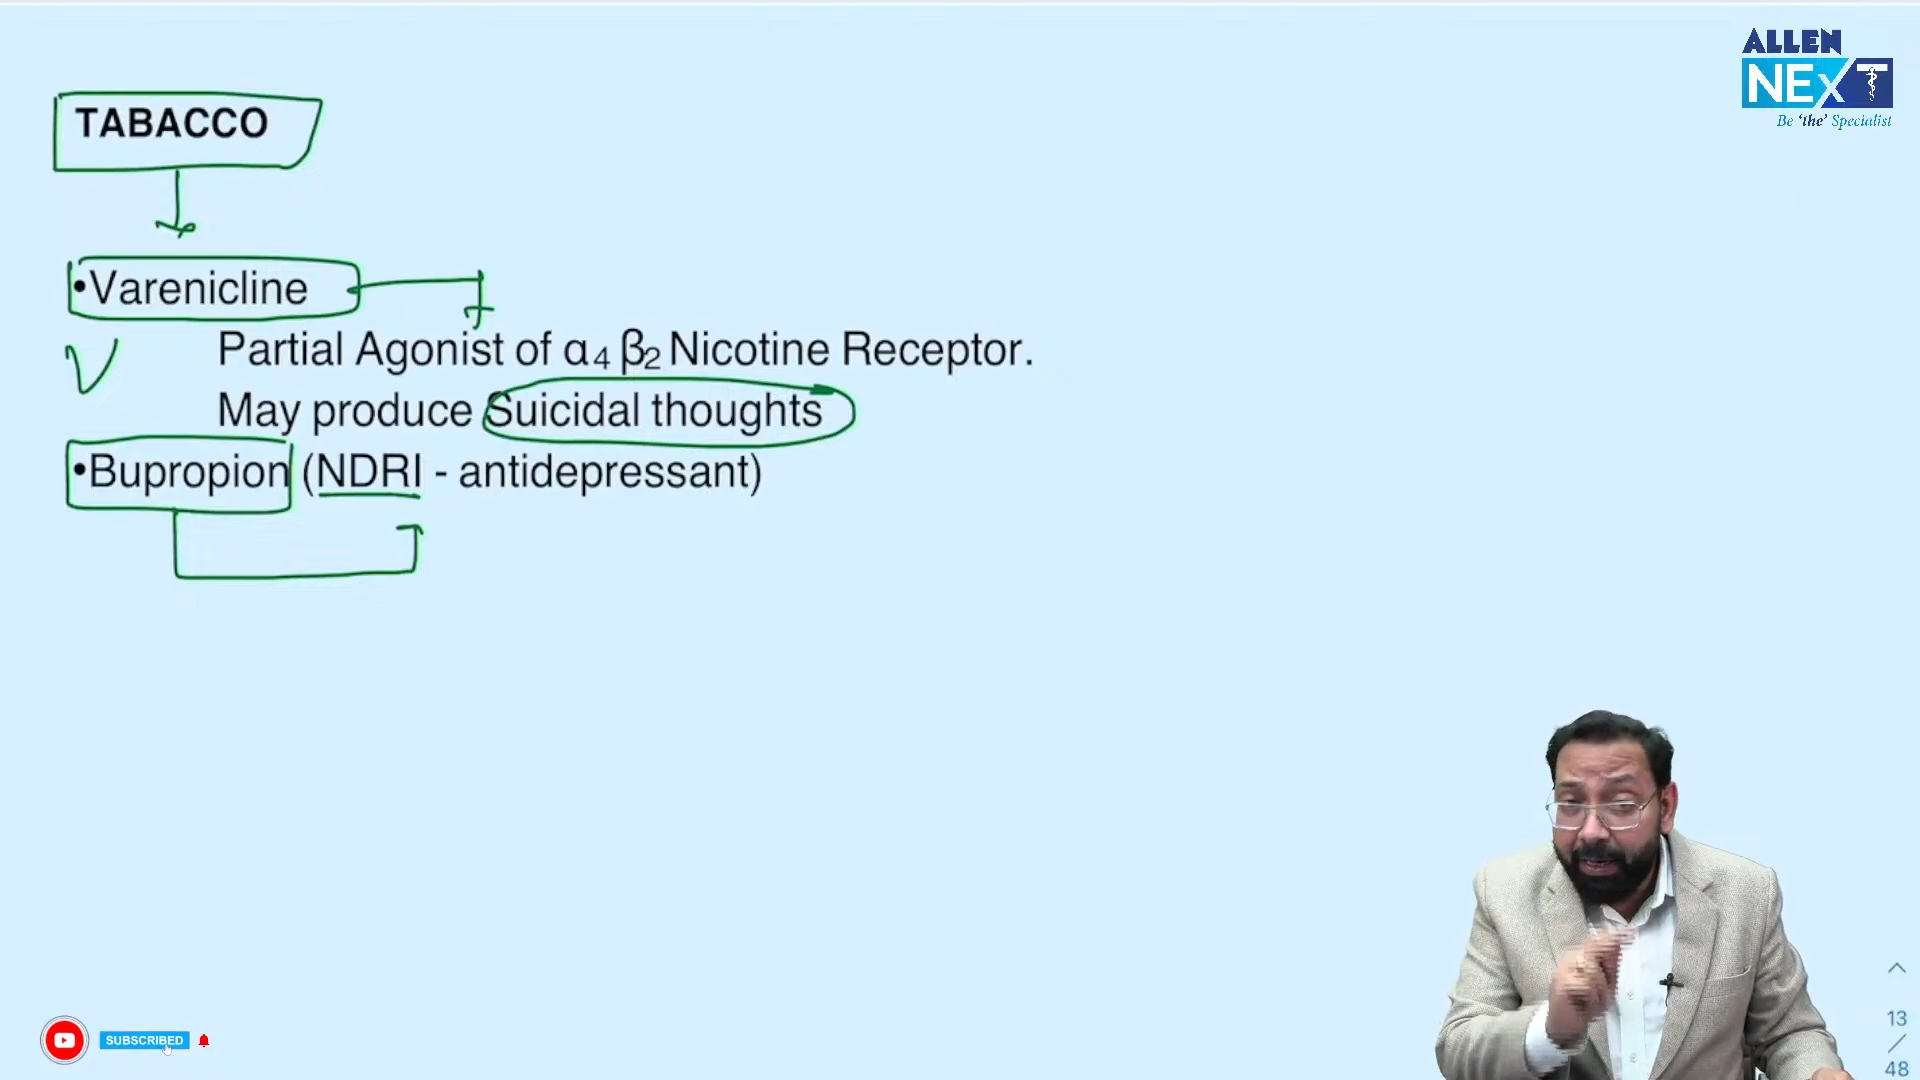 ALLEN
NEXT
Be 'the' Specialist
TABACCO
•Varenicline
Partial Agonist of α₄ β₂ Nicotine Receptor.
May produce Suicidal thoughts
•Bupropion (NDRI - antidepressant)
SUBSCRIBED
13
/
48